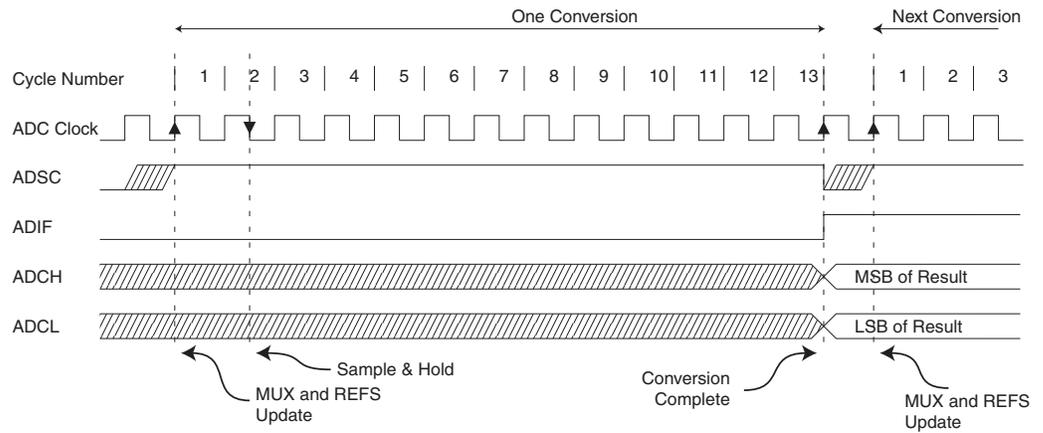 One Conversion
Next Conversion
Cycle Number 1 2 3 4 5 6 7 8 9 10 11 12 13 1 2 3
ADC Clock
ADSC
ADIF
ADCH MSB of Result
ADCL LSB of Result
Sample & Hold
MUX and REFS
Update
Conversion
Complete
MUX and REFS
Update